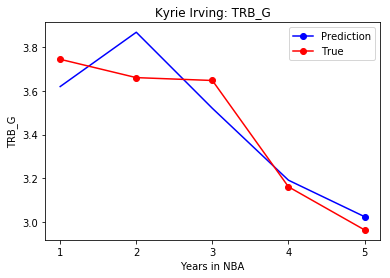 Kyrie Irving: TRB_G
Prediction
True
3.8
3.6
3.4
3.2
3.0
TRB_G
1
2
3
4
5
Years in NBA